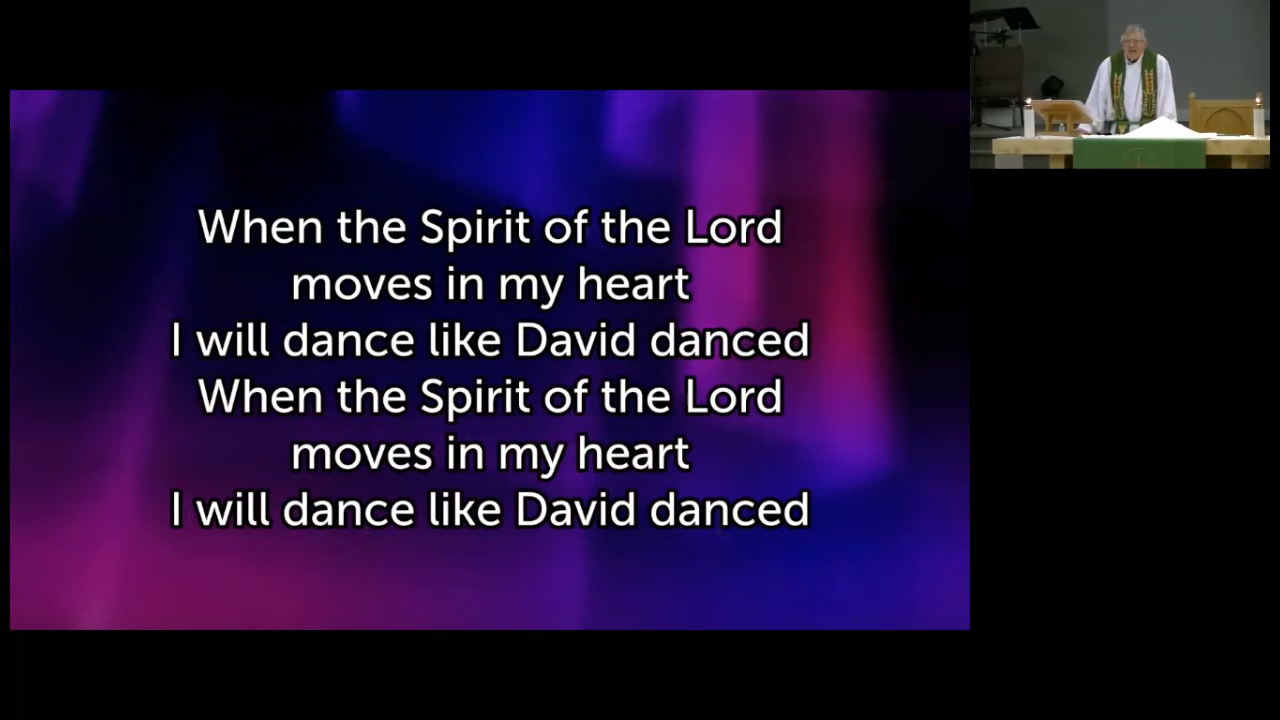 When the Spirit of the Lord
moves in my heart
I will dance like David danced
When the Spirit of the Lord
moves in my heart
I will dance like David danced